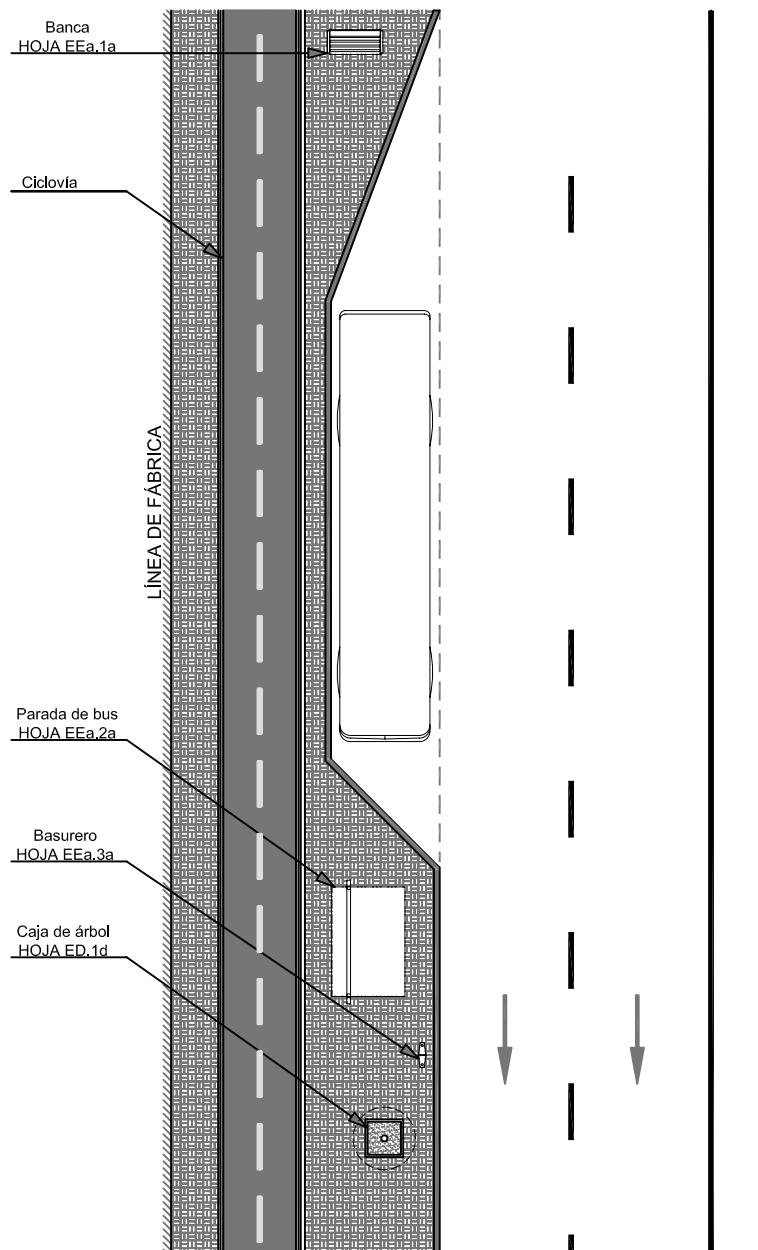 Banca
HOJA EEa.1a
Ciclovía
LÍNEA DE FÁBRICA
Parada de bus
HOJA EEa.2a
Basurero
HOJA EEa.3a
Caja de árbol
HOJA ED.1d